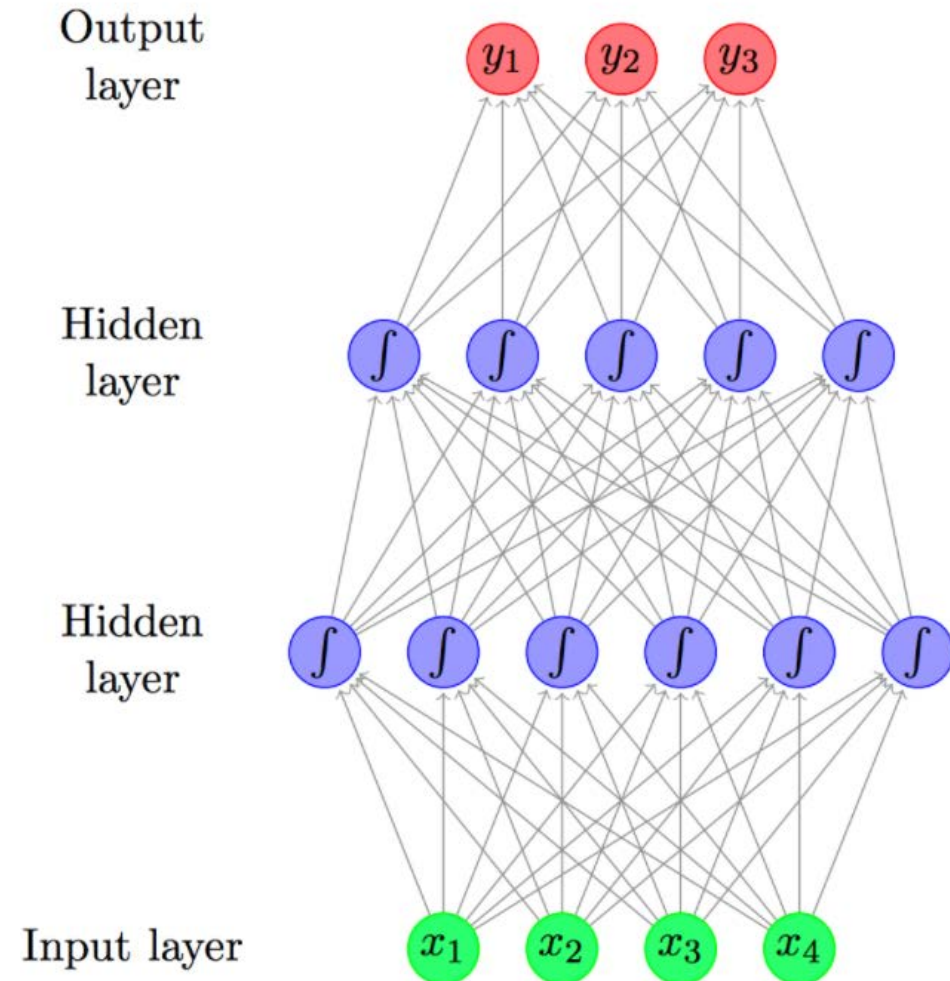 Output
layer
y₁ y₂ y₃
Hidden
layer
∫ ∫ ∫ ∫ ∫
Hidden
layer
∫ ∫ ∫ ∫ ∫ ∫
Input layer
x₁ x₂ x₃ x₄